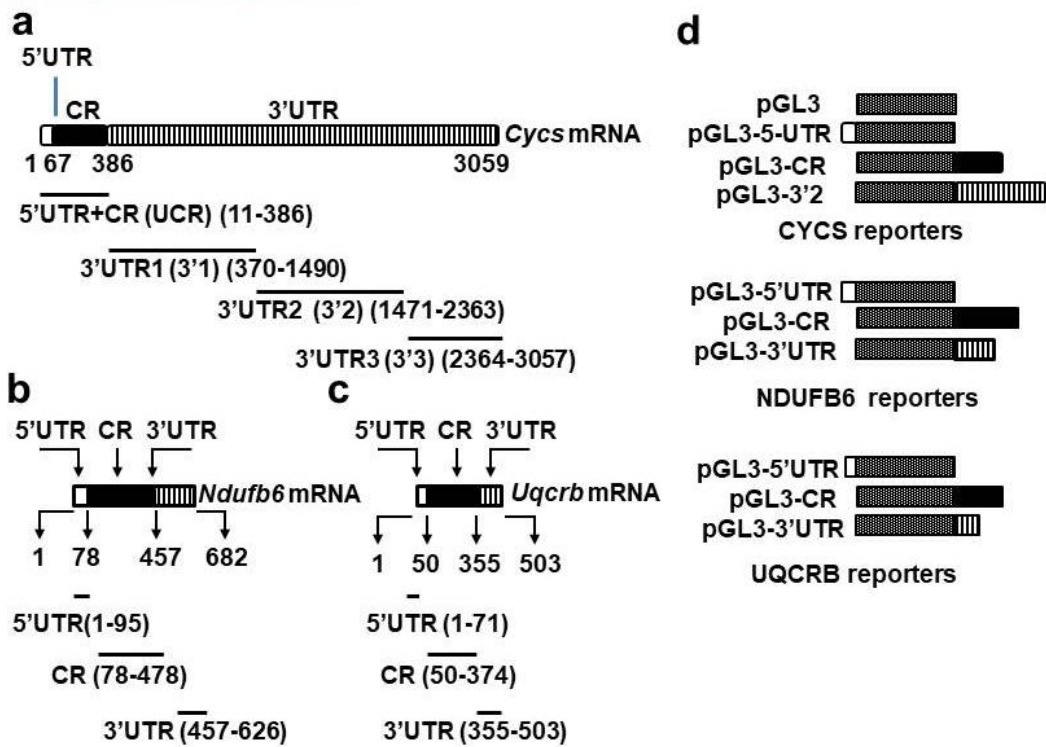 a
5'UTR
CR
3'UTR
Cycs mRNA
1 67 386 3059
5'UTR+CR (UCR) (11-386)
3'UTR1 (3'1) (370-1490)
3'UTR2 (3'2) (1471-2363)
3'UTR3 (3'3) (2364-3057)
b
5'UTR CR 3'UTR
Ndufb6 mRNA
1 78 457 682
5'UTR(1-95)
CR (78-478)
3'UTR (457-626)
c
5'UTR CR 3'UTR
Uqcrb mRNA
1 50 355 503
5'UTR (1-71)
CR (50-374)
3'UTR (355-503)
d
pGL3
pGL3-5-UTR
pGL3-CR
pGL3-3'2
CYCS reporters
pGL3-5'UTR
pGL3-CR
pGL3-3'UTR
NDUFB6 reporters
pGL3-5'UTR
pGL3-CR
pGL3-3'UTR
UQCRB reporters